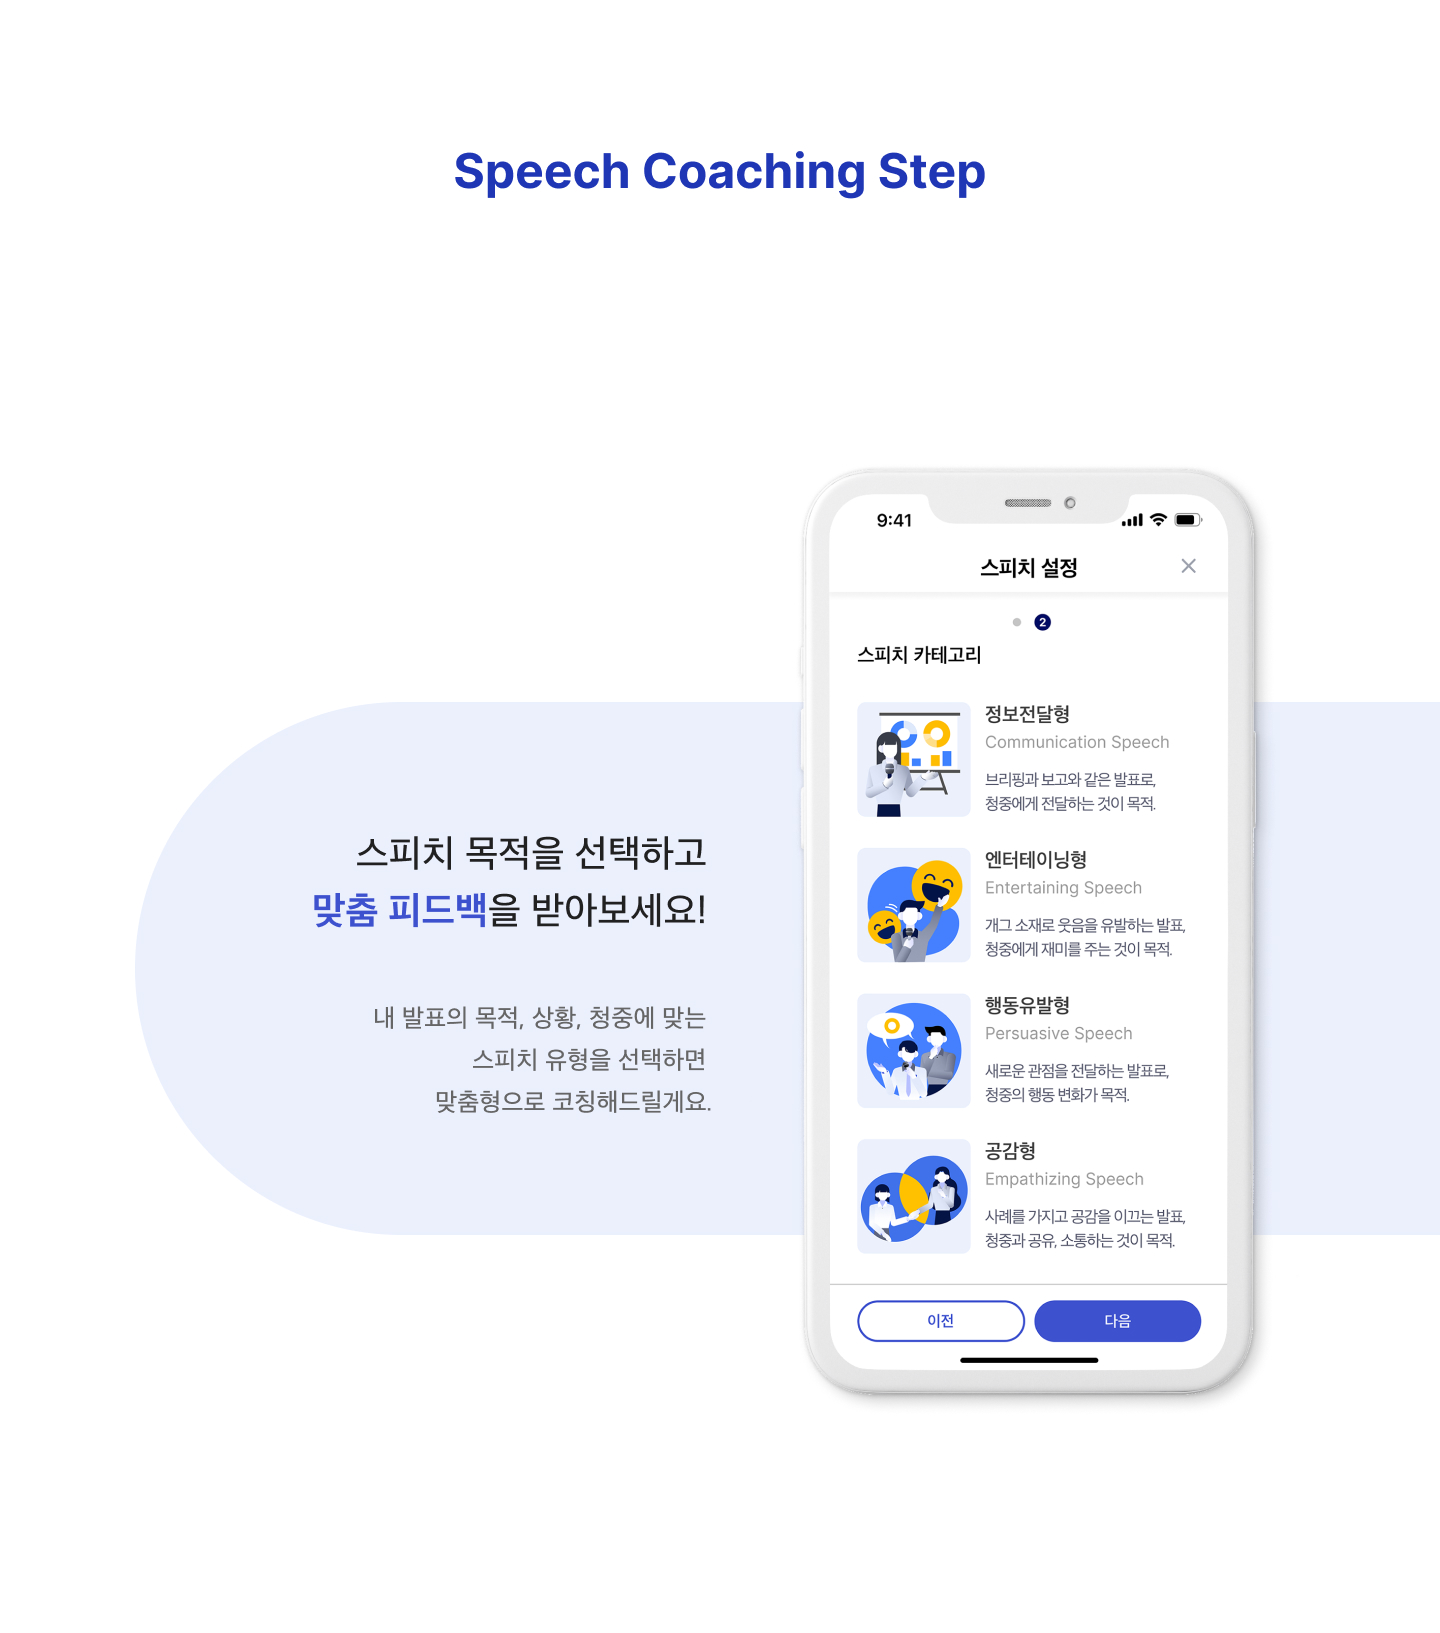 Speech Coaching Step
스피치 목적을 선택하고
맞춤 피드백을 받아보세요!
내 발표의 목적, 상황, 청중에 맞는
스피치 유형을 선택하면
맞춤형으로 코칭해드릴게요.
9:41
스피치 설정
2
스피치 카테고리
정보전달형
Communication Speech
브리핑과 보고와 같은 발표로,
청중에게 전달하는 것이 목적.
엔터테이닝형
Entertaining Speech
개그 소재로 웃음을 유발하는 발표,
청중에게 재미를 주는 것이 목적.
행동유발형
Persuasive Speech
새로운 관점을 전달하는 발표로,
청중의 행동 변화가 목적.
공감형
Empathizing Speech
사례를 가지고 공감을 이끄는 발표,
청중과 공유, 소통하는 것이 목적.
이전
다음